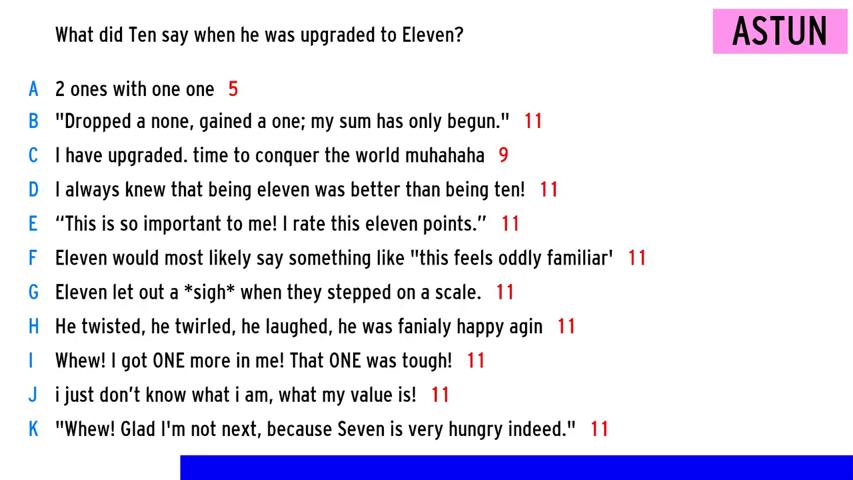 What did Ten say when he was upgraded to Eleven?
ASTUN
A 2 ones with one one 5
B "Dropped a none, gained a one; my sum has only begun." 11
C I have upgraded. time to conquer the world muhahaha 9
D I always knew that being eleven was better than being ten! 11
E “This is so important to me! I rate this eleven points.” 11
F Eleven would most likely say something like "this feels oddly familiar' 11
G Eleven let out a *sigh* when they stepped on a scale. 11
H He twisted, he twirled, he laughed, he was fanialy happy agin 11
I Whew! I got ONE more in me! That ONE was tough! 11
J i just don’t know what i am, what my value is! 11
K "Whew! Glad I'm not next, because Seven is very hungry indeed." 11